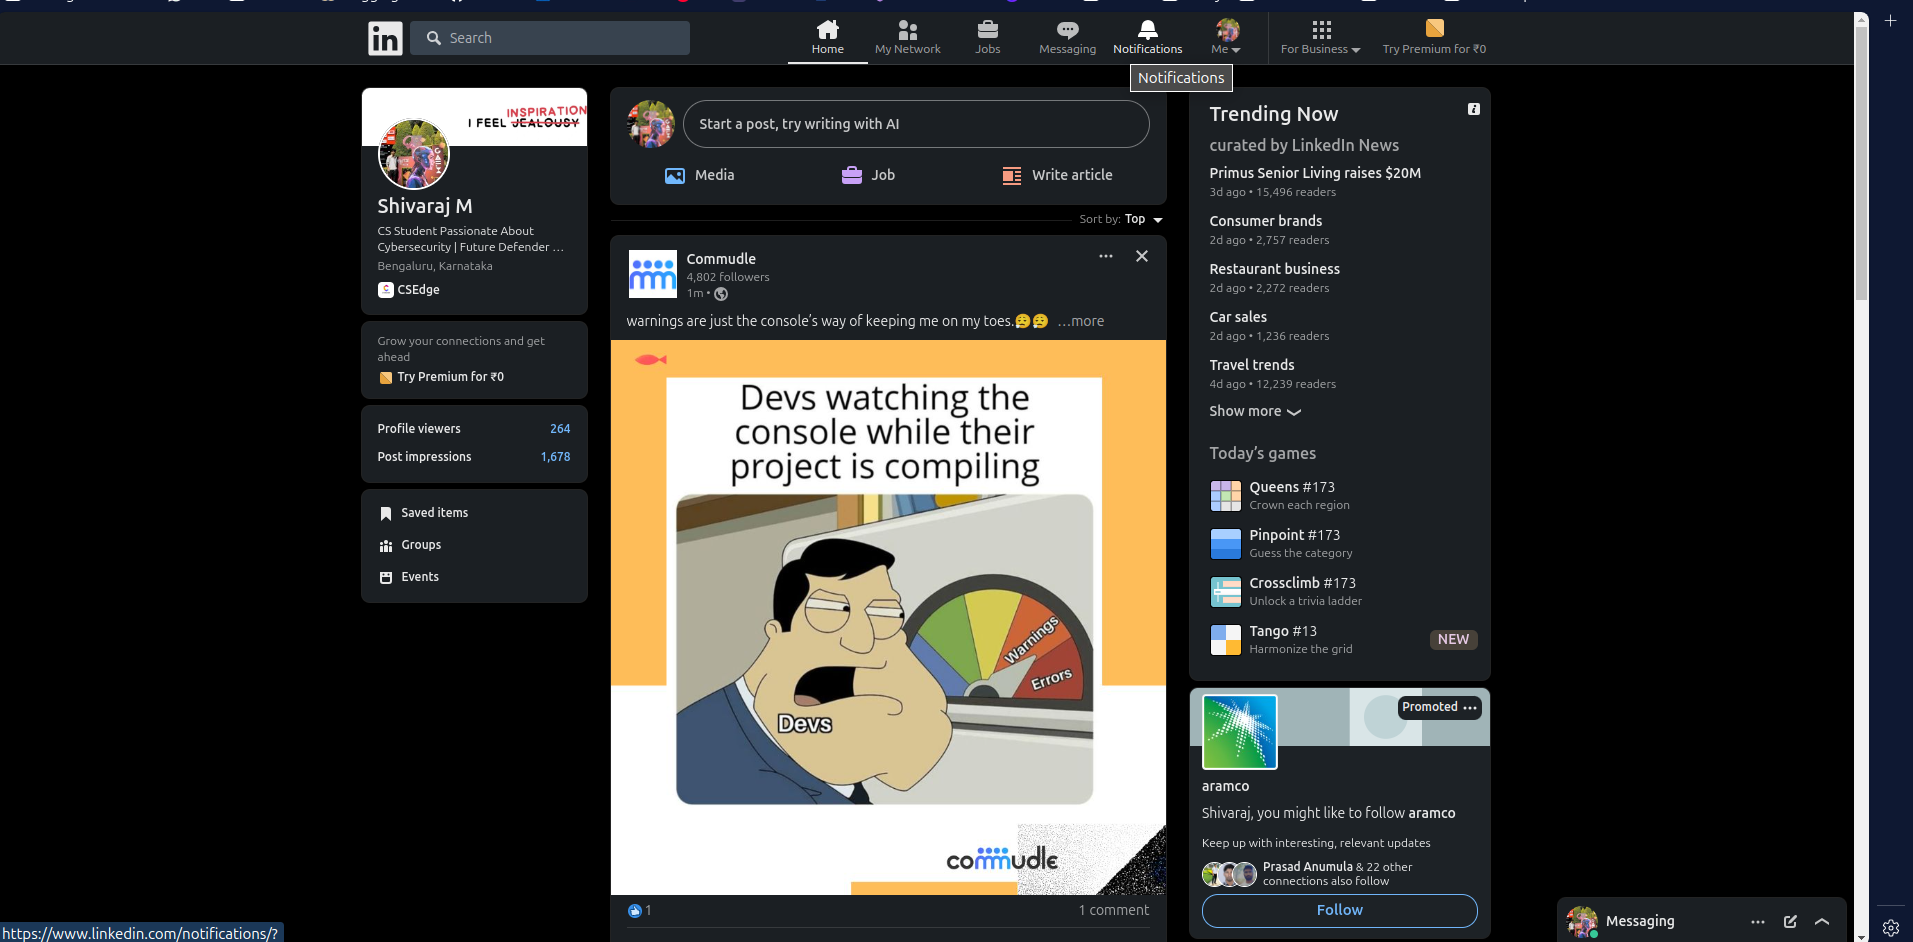 in
Search
Home
My Network
Jobs
Messaging
Notifications
Me
For Business
Try Premium for ₹0
Notifications
I FEEL JEALOUSY
INSPIRATION
Shivaraj M
CS Student Passionate About
Cybersecurity | Future Defender ...
Bengaluru, Karnataka
CSEdge
Grow your connections and get
ahead
Try Premium for ₹0
Profile viewers 264
Post impressions 1,678
Saved items
Groups
Events
Start a post, try writing with AI
Media
Job
Write article
Sort by: Top
Commudle
4,802 followers
1m •
warnings are just the console's way of keeping me on my toes.😥😥 ...more
Devs watching the
console while their
project is compiling
Warnings
Errors
Devs
commudle
1
1 comment
Trending Now
curated by LinkedIn News
Primus Senior Living raises $20M
3d ago • 15,496 readers
Consumer brands
2d ago • 2,757 readers
Restaurant business
2d ago • 2,272 readers
Car sales
2d ago • 1,236 readers
Travel trends
4d ago • 12,239 readers
Show more
Today's games
Queens #173
Crown each region
Pinpoint #173
Guess the category
Crossclimb #173
Unlock a trivia ladder
Tango #13
Harmonize the grid
NEW
Promoted
aramco
Shivaraj, you might like to follow aramco
Keep up with interesting, relevant updates
Prasad Anumula & 22 other
connections also follow
Follow
Messaging
https://www.linkedin.com/notifications/?